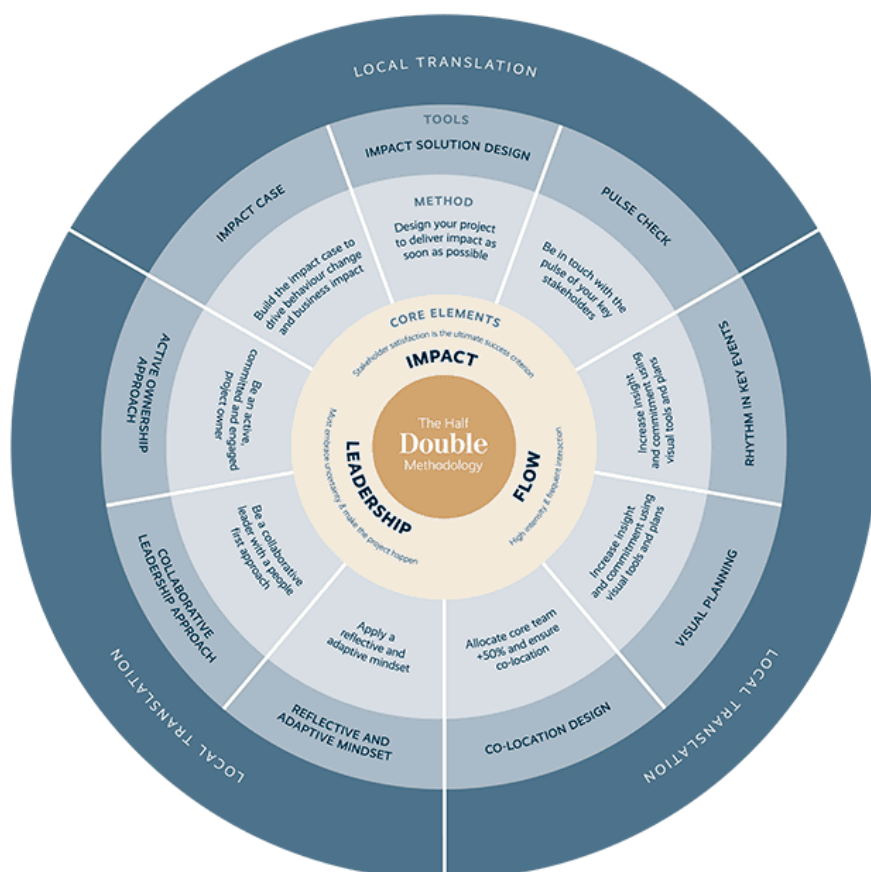 LOCAL TRANSLATION
TOOLS
IMPACT SOLUTION DESIGN
METHOD
Design your project
to deliver impact as
soon as possible
PULSE CHECK
Be in touch with the
pulse of your key
stakeholders
RHYTHM IN KEY EVENTS
Increase insight
and commitment using
visual tools and plans
VISUAL PLANNING
Increase insight
and commitment using
visual tools and plans
LOCAL TRANSLATION
CO-LOCATION DESIGN
Allocate core team
+50% and ensure
co-location
REFLECTIVE AND
ADAPTIVE MINDSET
Apply a
reflective and
adaptive mindset
LOCAL TRANSLATION
COLLABORATIVE
LEADERSHIP APPROACH
Be a collaborative
leader with a people
first approach
ACTIVE OWNERSHIP
APPROACH
Be an active,
committed and engaged
project owner
IMPACT CASE
Build the impact case to
drive behaviour change
and business impact
CORE ELEMENTS
Stakeholder satisfaction is the ultimate success criterion
IMPACT
High intensity & frequent interaction
FLOW
Must embrace uncertainty & make the project happen
LEADERSHIP
The Half
Double
Methodology